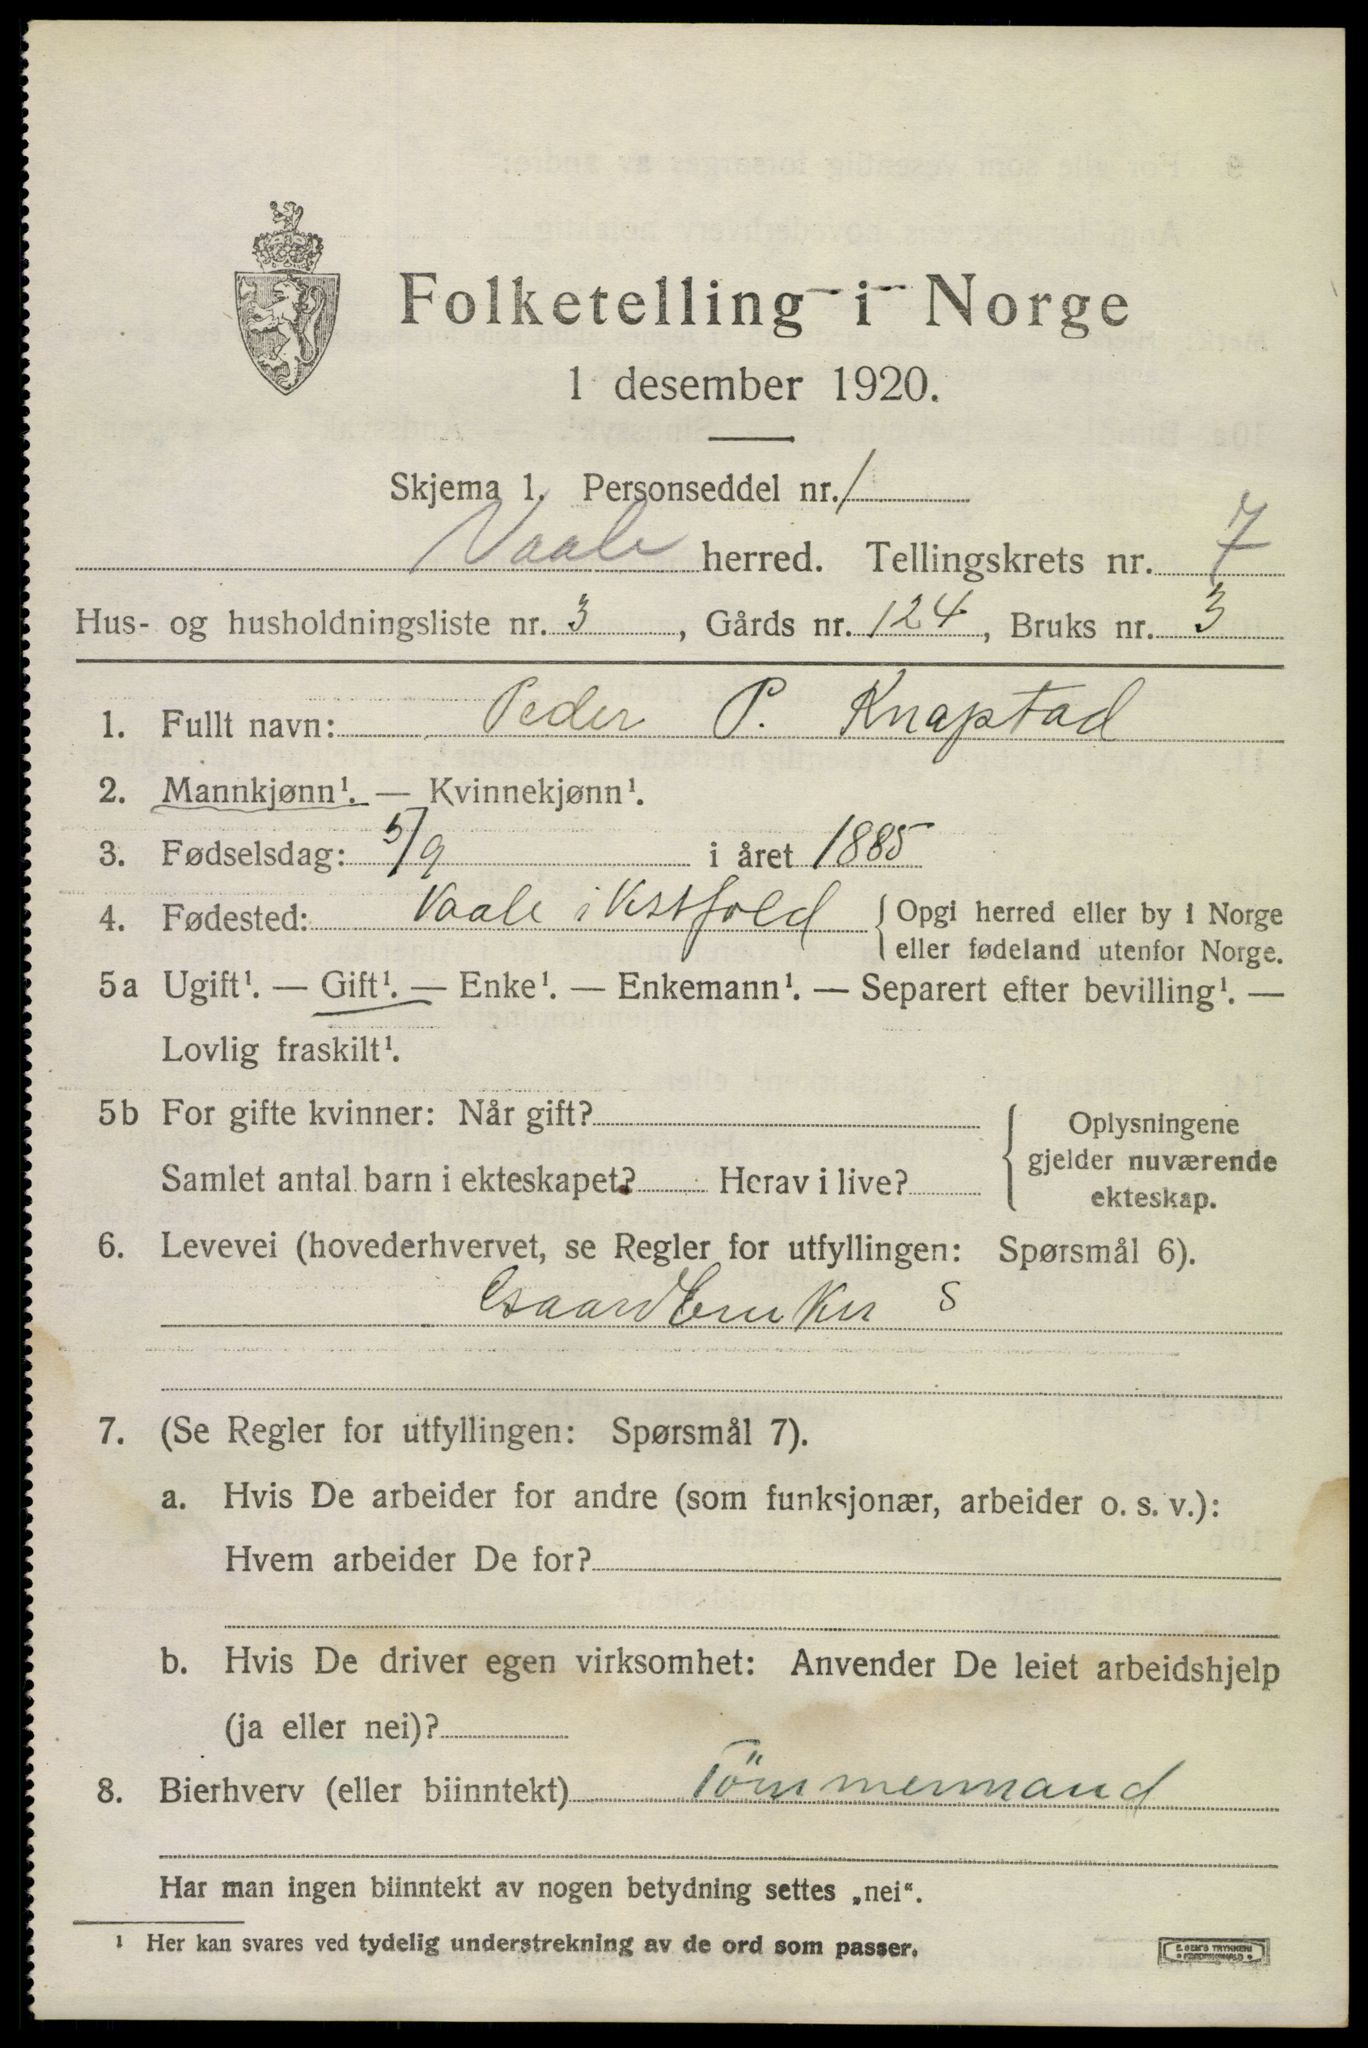 Folketelling i Norge
1 desember 1920.
Skjema 1. Personseddel nr. 1
Vaale herred. Tellingskrets nr. 7
Hus- og husholdningsliste nr. 3, Gårds nr. 124, Bruks nr. 3
1. Fullt navn: Peder P. Knapstad
2. Mannkjønn¹. — Kvinnekjønn¹.
3. Fødselsdag: 5/9 i året 1885
4. Fødested: Vaale i Vestfold { Opgi herred eller by i Norge
eller fødeland utenfor Norge.
5a Ugift¹. — Gift¹. — Enke¹. — Enkemann¹. — Separert efter bevilling¹. —
Lovlig fraskilt¹.
5b For gifte kvinner: Når gift?
Samlet antal barn i ekteskapet? Herav i live?
{ Oplysningene
gjelder nuværende
ekteskap.
6. Levevei (hovederhvervet, se Regler for utfyllingen: Spørsmål 6).
Gaardbruker S
7. (Se Regler for utfyllingen: Spørsmål 7).
a. Hvis De arbeider for andre (som funksjonær, arbeider o. s. v.):
Hvem arbeider De for?
b. Hvis De driver egen virksomhet: Anvender De leiet arbeidshjelp
(ja eller nei)?
8. Bierhverv (eller biinntekt) Tömmermand
Har man ingen biinntekt av nogen betydning settes „nei“.
¹ Her kan svares ved tydelig understrekning av de ord som passer.
E. SEM'S TRYKKERI
FREDRIKSHALD